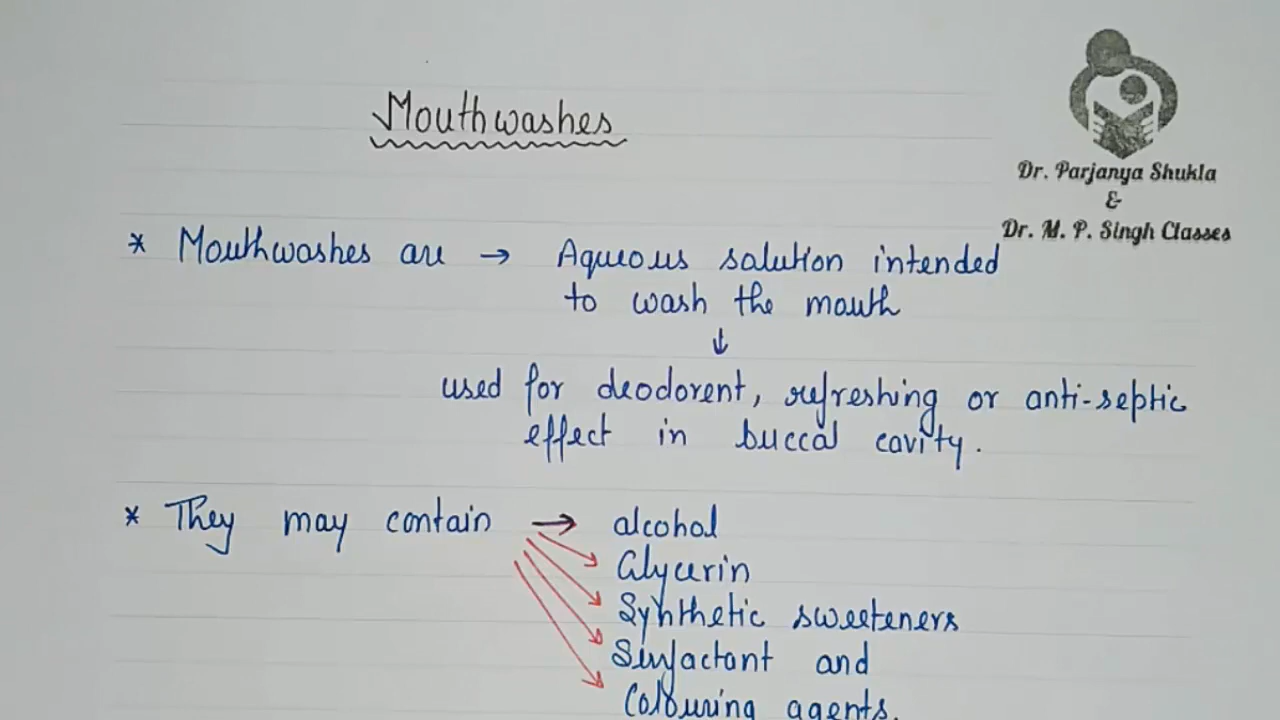 Mouthwashes
Dr. Parjanya Shukla
&
Dr. M. P. Singh Classes
* Mouthwashes are → Aqueous solution intended
to wash the mouth
↓
used for deodorent, refreshing or anti-septic
effect in buccal cavity.
* They may contain → alcohol
Glycerin
Synthetic sweeteners
Surfactant and
Colouring agents.